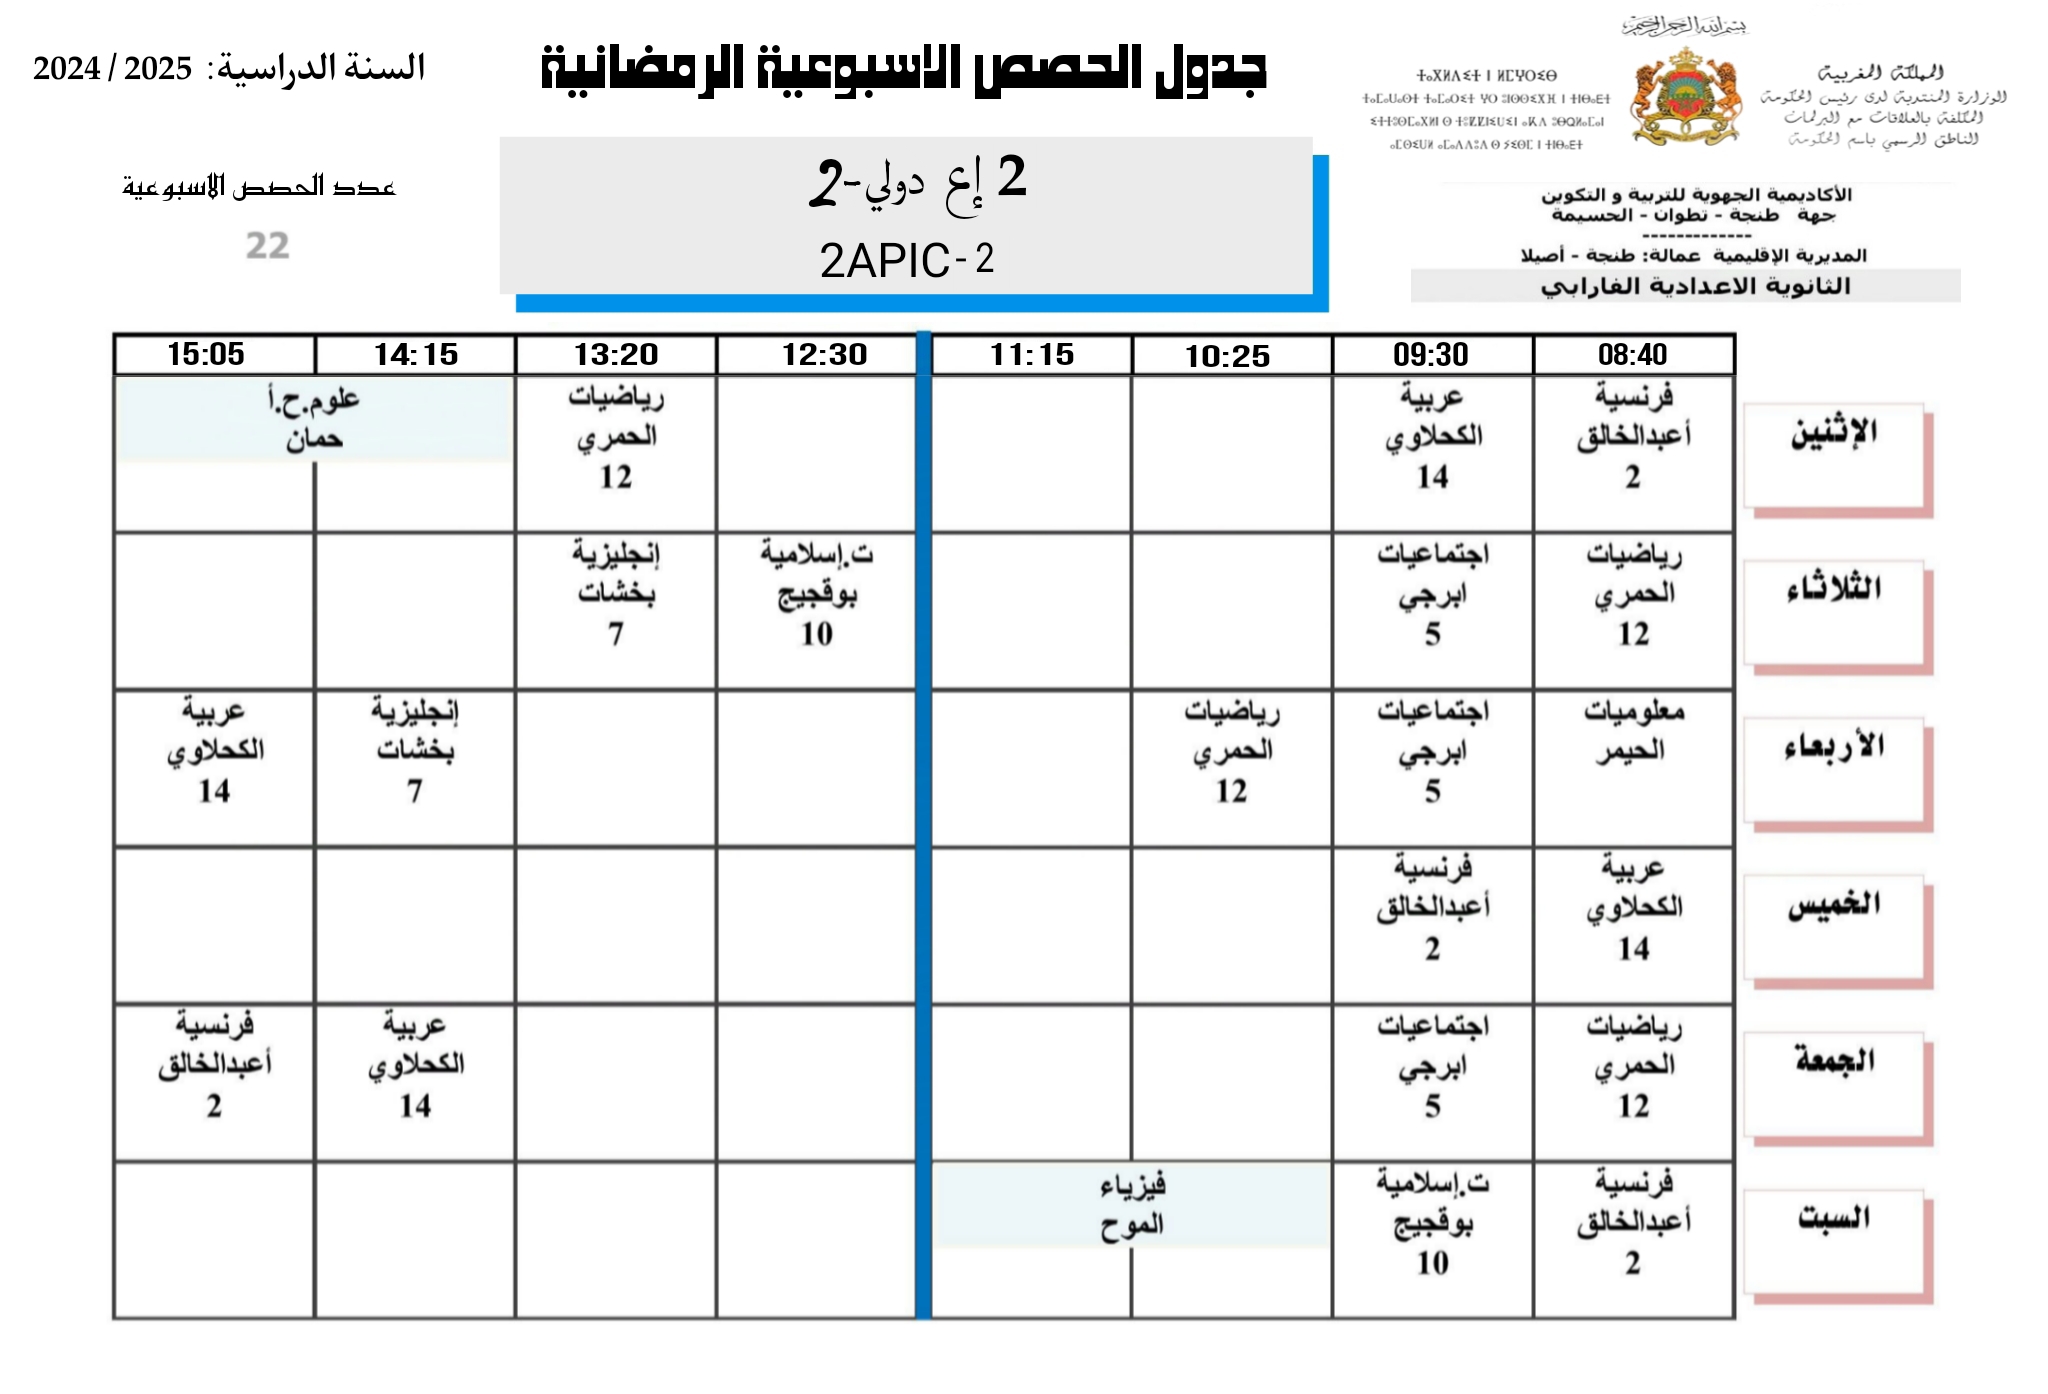 جدول الحصص الاسبوعية الرمضانية
السنة الدراسية: 2025 / 2024
المملكة المغربية
الوزارة المنتدبة لدى رئيس الحكومة
المكلفة بالعلاقات مع البرلمان
الناطق الرسمي باسم الحكومة
ⵜⴰⴳⵍⴷⵉⵜ ⵏ ⵍⵎⵖⵔⵉⴱ
الأكاديمية الجهوية للتربية و التكوين
جهة طنجة - تطوان - الحسيمة
-------------
المديرية الإقليمية عمالة: طنجة - أصيلا
الثانوية الاعدادية الفارابي
2 إع دولي-2
2APIC-2
عدد الحصص الاسبوعية
22
08:40 09:30 10:25 11:15 12:30 13:20 14:15 15:05
الإثنين
فرنسية
أعبدالخالق
2
عربية
الكحلاوي
14
رياضيات
الحمري
12
علوم.ح.أ
حمان
الثلاثاء
رياضيات
الحمري
12
اجتماعيات
ابرجي
5
ت.إسلامية
بوقجيج
10
إنجليزية
بخشات
7
الأربعاء
معلوميات
الحيمر
اجتماعيات
ابرجي
5
رياضيات
الحمري
12
إنجليزية
بخشات
7
عربية
الكحلاوي
14
الخميس
عربية
الكحلاوي
14
فرنسية
أعبدالخالق
2
الجمعة
رياضيات
الحمري
12
اجتماعيات
ابرجي
5
عربية
الكحلاوي
14
فرنسية
أعبدالخالق
2
السبت
فرنسية
أعبدالخالق
2
ت.إسلامية
بوقجيج
10
فيزياء
الموح